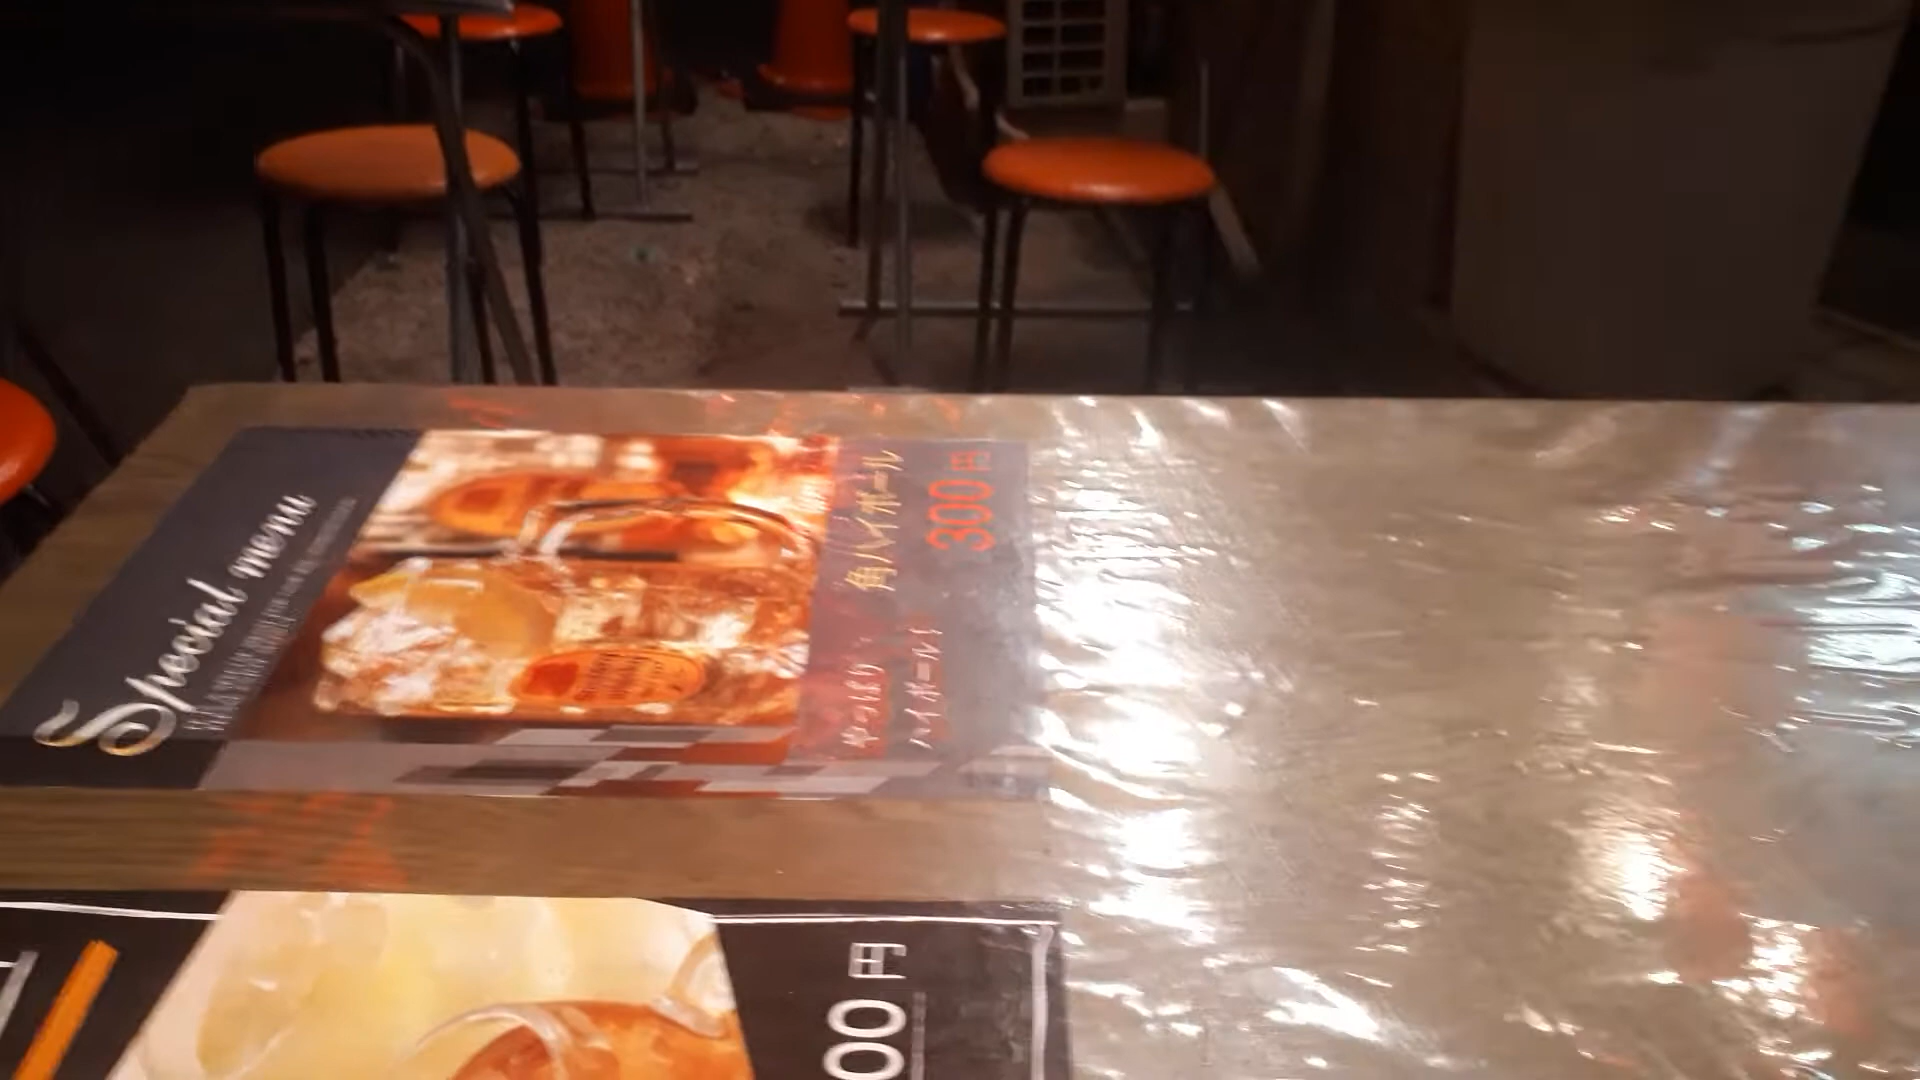 Special menu
角ハイボール
300円
やっぱり
ハイボール!
00円